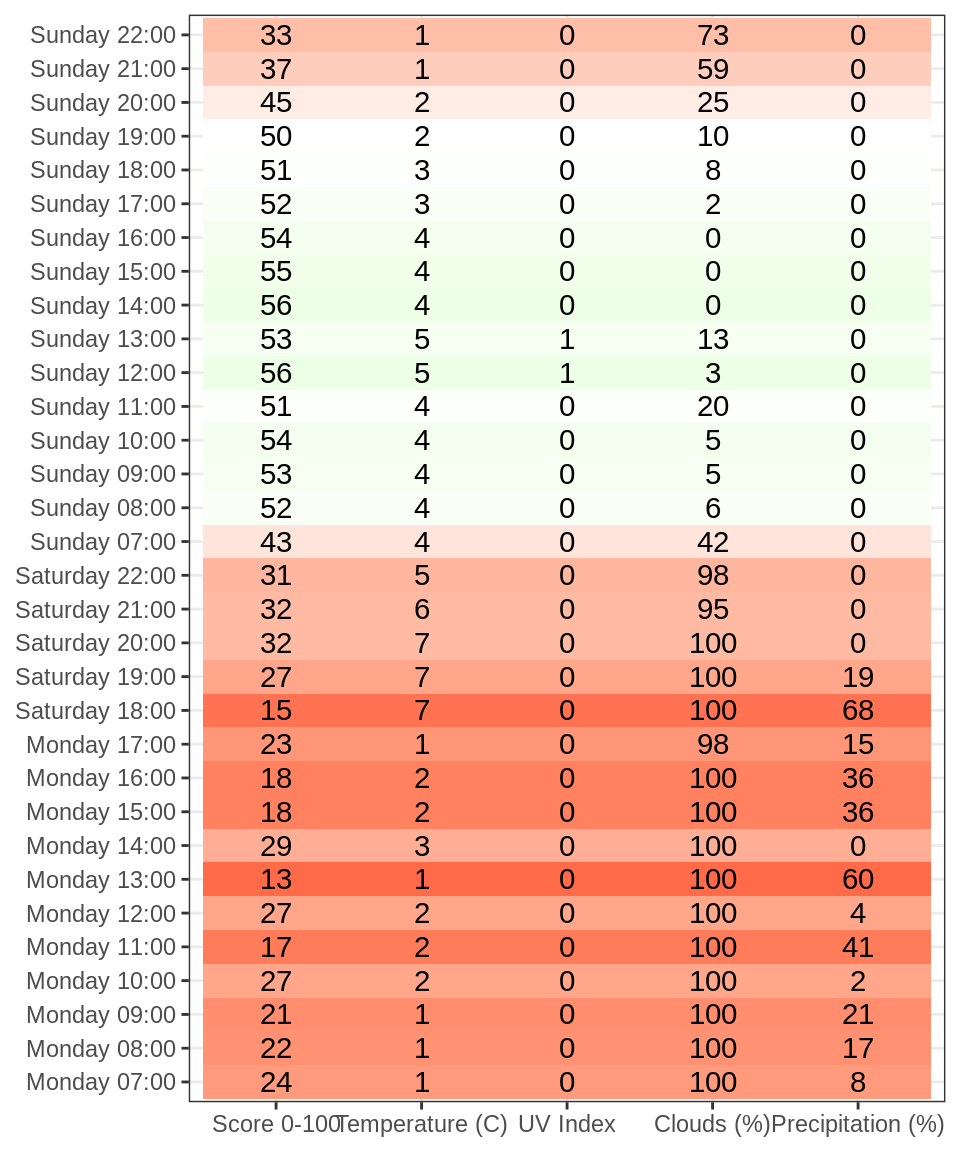 Sunday 22:00 33 1 0 73 0
Sunday 21:00 37 1 0 59 0
Sunday 20:00 45 2 0 25 0
Sunday 19:00 50 2 0 10 0
Sunday 18:00 51 3 0 8 0
Sunday 17:00 52 3 0 2 0
Sunday 16:00 54 4 0 0 0
Sunday 15:00 55 4 0 0 0
Sunday 14:00 56 4 0 0 0
Sunday 13:00 53 5 1 13 0
Sunday 12:00 56 5 1 3 0
Sunday 11:00 51 4 0 20 0
Sunday 10:00 54 4 0 5 0
Sunday 09:00 53 4 0 5 0
Sunday 08:00 52 4 0 6 0
Sunday 07:00 43 4 0 42 0
Saturday 22:00 31 5 0 98 0
Saturday 21:00 32 6 0 95 0
Saturday 20:00 32 7 0 100 0
Saturday 19:00 27 7 0 100 19
Saturday 18:00 15 7 0 100 68
Monday 17:00 23 1 0 98 15
Monday 16:00 18 2 0 100 36
Monday 15:00 18 2 0 100 36
Monday 14:00 29 3 0 100 0
Monday 13:00 13 1 0 100 60
Monday 12:00 27 2 0 100 4
Monday 11:00 17 2 0 100 41
Monday 10:00 27 2 0 100 2
Monday 09:00 21 1 0 100 21
Monday 08:00 22 1 0 100 17
Monday 07:00 24 1 0 100 8
Score 0-100 Temperature (C) UV Index Clouds (%) Precipitation (%)